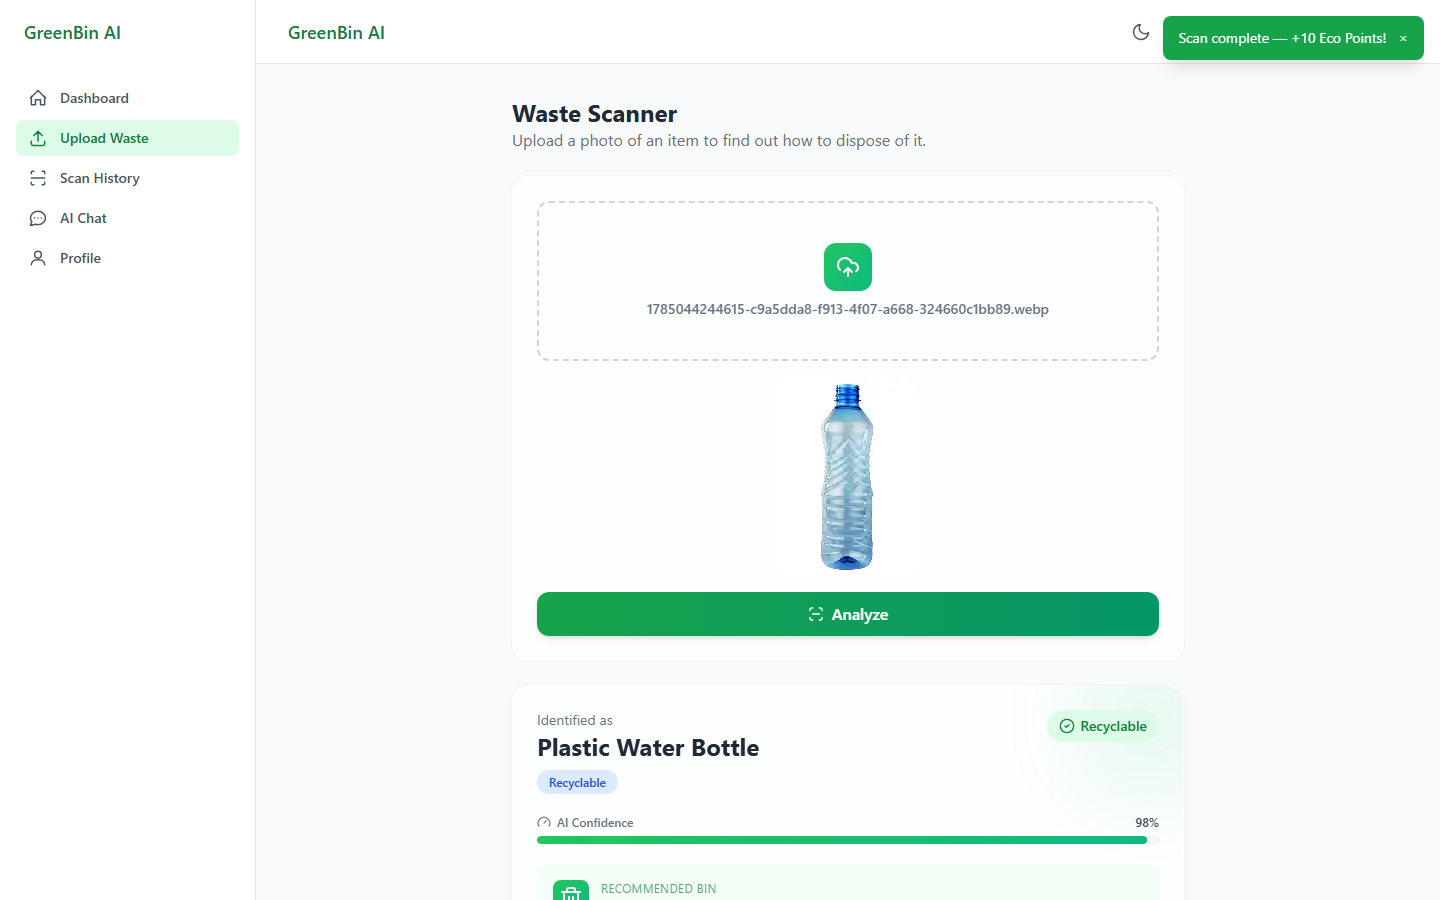 GreenBin AI
Dashboard
Upload Waste
Scan History
AI Chat
Profile
GreenBin AI
Scan complete — +10 Eco Points! ×
Waste Scanner
Upload a photo of an item to find out how to dispose of it.
1785044244615-c9a5dda8-f913-4f07-a668-324660c1bb89.webp
Analyze
Identified as
Recyclable
Plastic Water Bottle
Recyclable
AI Confidence 98%
RECOMMENDED BIN